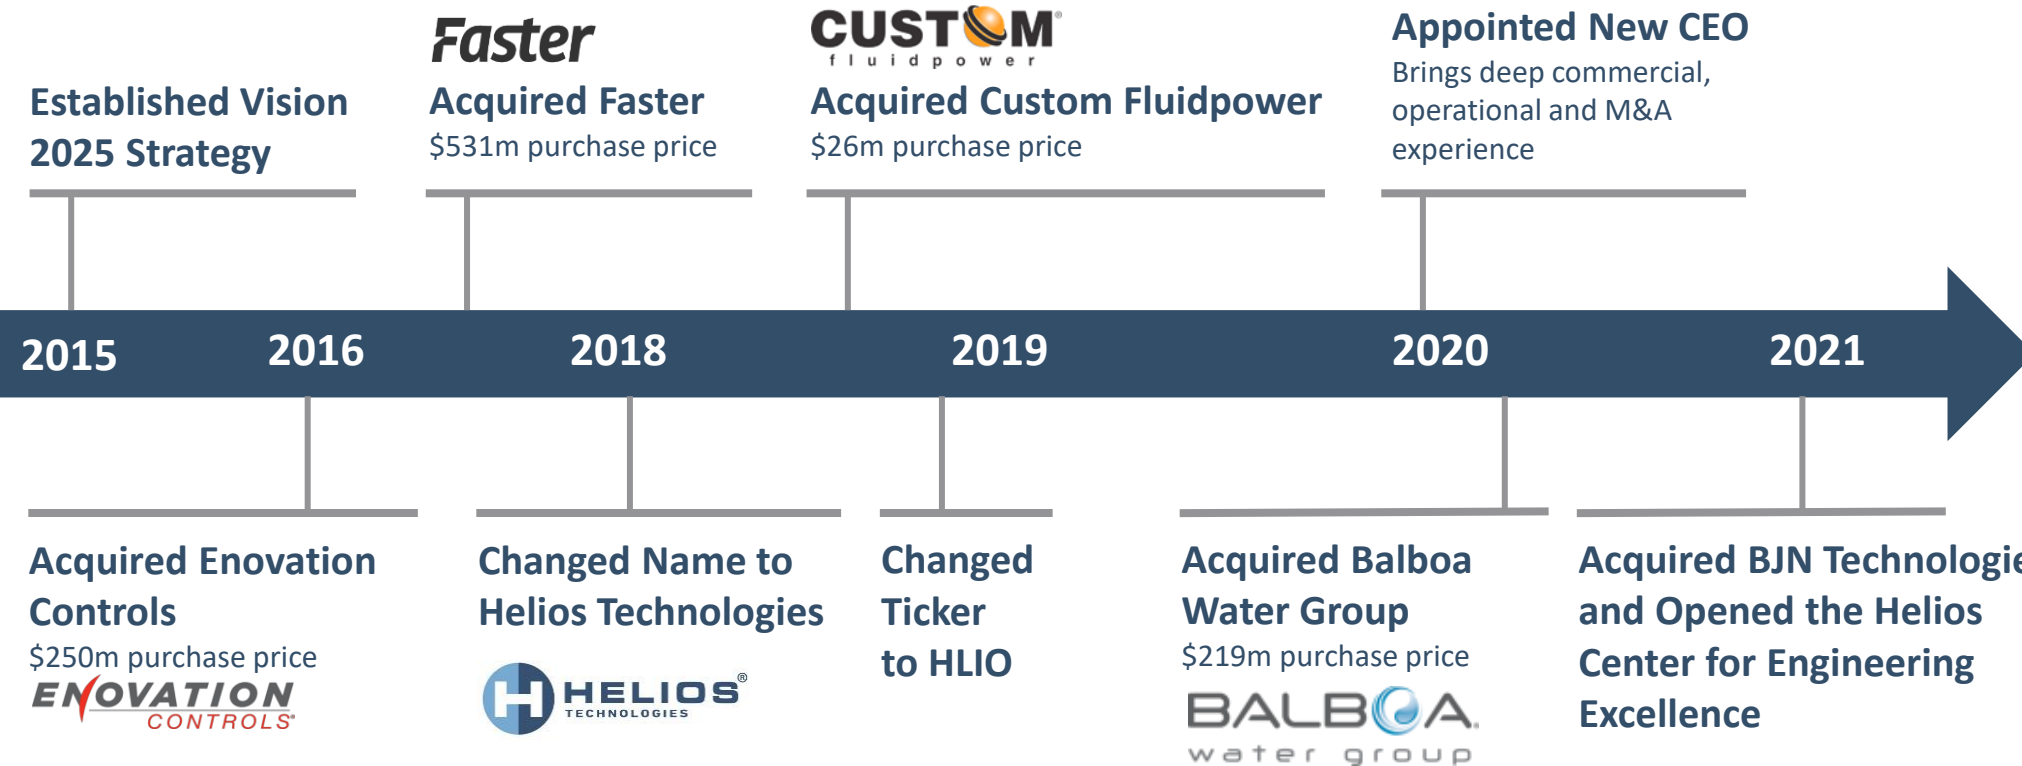 Established Vision
2025 Strategy
Faster
Acquired Faster
$531m purchase price
CUSTOM®
fluidpower
Acquired Custom Fluidpower
$26m purchase price
Appointed New CEO
Brings deep commercial,
operational and M&A
experience
2015 2016 2018 2019 2020 2021
Acquired Enovation
Controls
$250m purchase price
ENOVATION
CONTROLS®
Changed Name to
Helios Technologies
H HELIOS®
TECHNOLOGIES
Changed
Ticker
to HLIO
Acquired Balboa
Water Group
$219m purchase price
BALBOA
water group
Acquired BJN Technologie
and Opened the Helios
Center for Engineering
Excellence